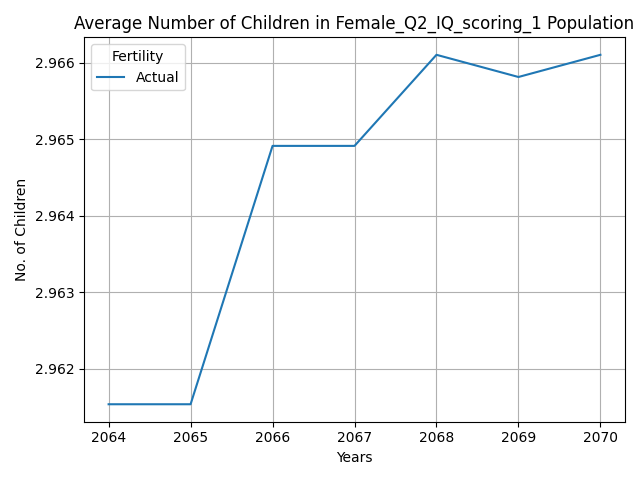 Average Number of Children in Female_Q2_IQ_scoring_1 Population
Fertility
Actual
2.966
2.965
2.964
2.963
2.962
No. of Children
2064 2065 2066 2067 2068 2069 2070
Years